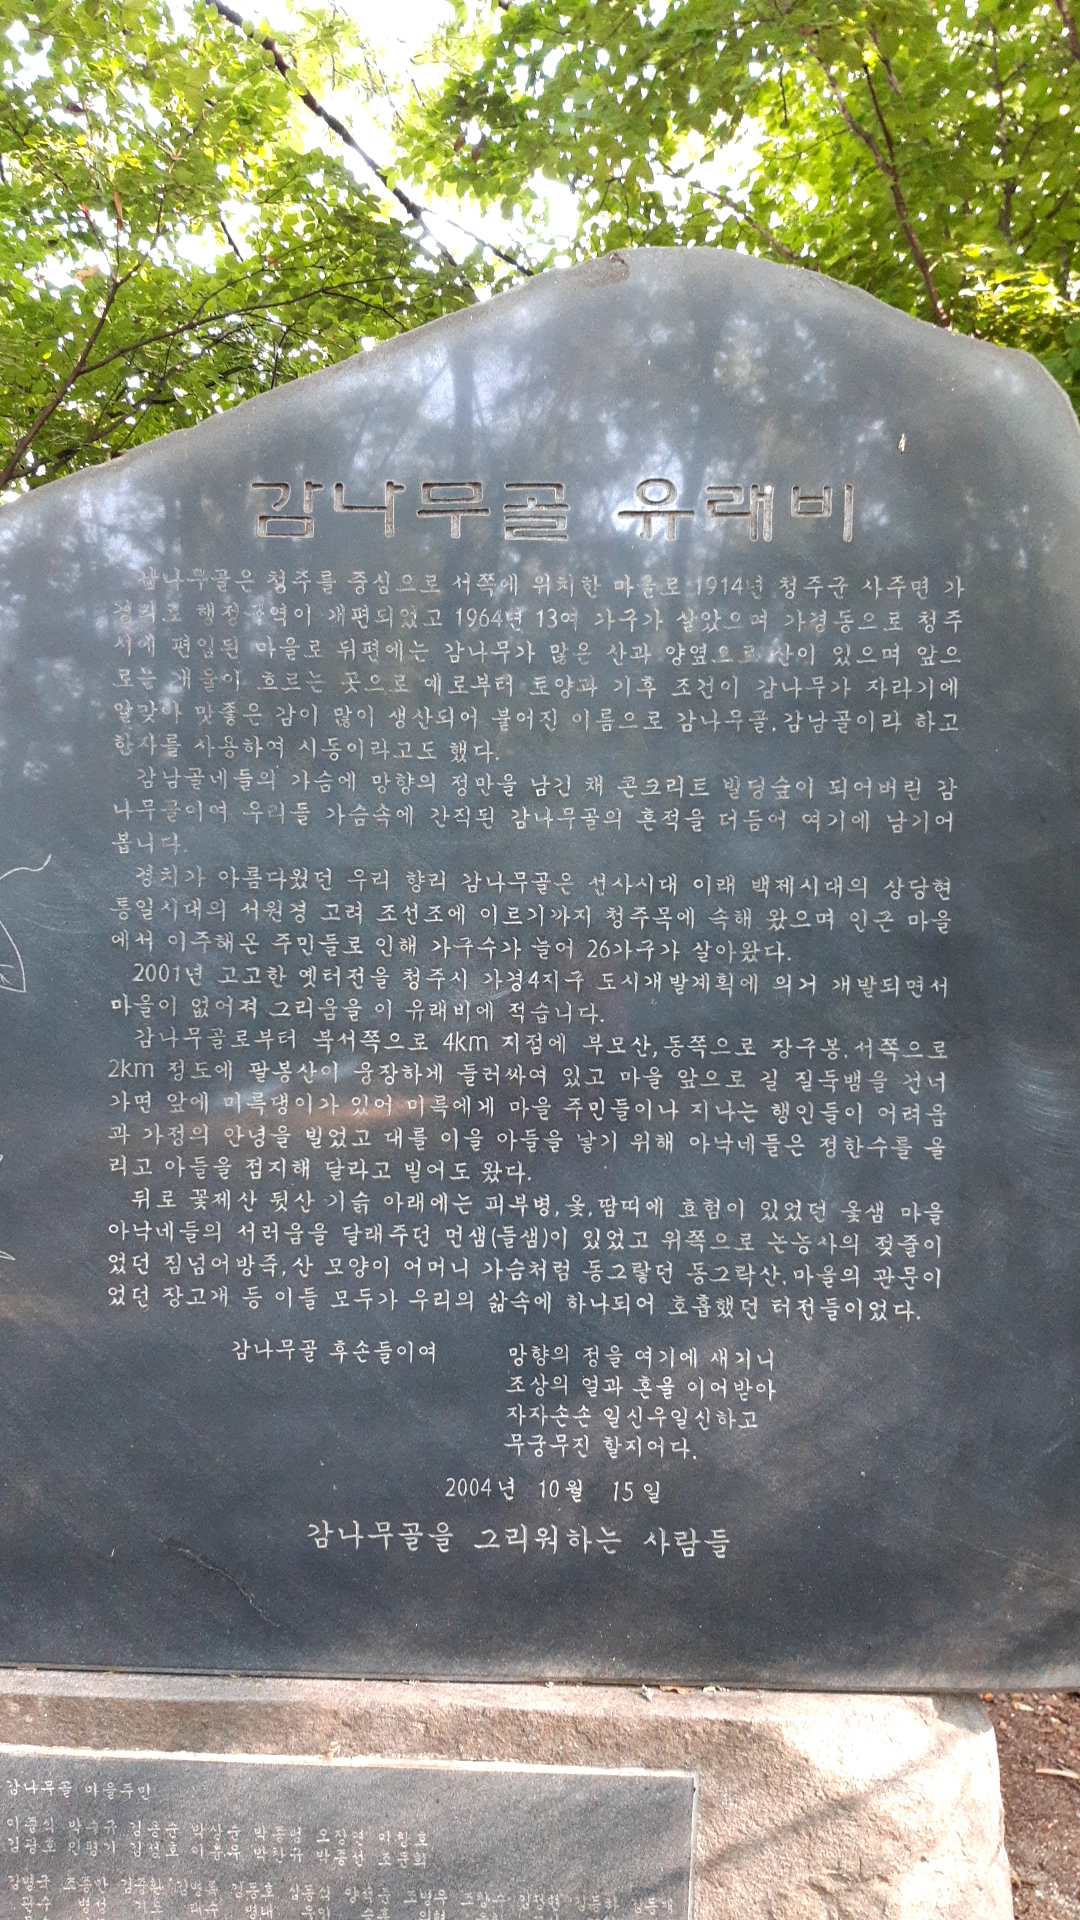 감나무골 유래비
감나무골은 청주를 중심으로 서쪽에 위치한 마을로 1914년 청주군 사주면 가
경리로 행정구역이 개편되었고 1964년 13여 가구가 살았으며 가경동으로 청주
시에 편입된 마을로 뒤편에는 감나무가 많은 산과 양옆으로 산이 있으며 앞으
로는 개울이 흐르는 곳으로 예로부터 토양과 기후 조건이 감나무가 자라기에
알맞아 맛좋은 감이 많이 생산되어 붙어진 이름으로 감나무골, 감남골이라 하고
한자를 사용하여 시동이라고도 했다.
감남골네들의 가슴에 망향의 정만을 남긴 채 콘크리트 빌딩숲이 되어버린 감
나무골이여 우리들 가슴속에 간직된 감나무골의 흔적을 더듬어 여기에 남기어
봅니다.
경치가 아름다웠던 우리 향리 감나무골은 선사시대 이래 백제시대의 상당현
통일시대의 서원경 고려 조선조에 이르기까지 청주목에 속해 왔으며 인근 마을
에서 이주해온 주민들로 인해 가구수가 늘어 26가구가 살아왔다.
2001년 고고한 옛터전을 청주시 가경4지구 도시개발계획에 의거 개발되면서
마을이 없어져 그리움을 이 유래비에 적습니다.
감나무골로부터 북서쪽으로 4km 지점에 부모산, 동쪽으로 장구봉, 서쪽으로
2km 정도에 팔봉산이 웅장하게 둘러싸여 있고 마을 앞으로 길 질둑뱀을 건너
가면 앞에 미륵댕이가 있어 미륵에게 마을 주민들이나 지나는 행인들이 어려움
과 가정의 안녕을 빌었고 대를 이을 아들을 낳기 위해 아낙네들은 정한수를 올
리고 아들을 점지해 달라고 빌어도 왔다.
뒤로 꽃제산 뒷산 기슭 아래에는 피부병, 옻, 땀띠에 효험이 있었던 옻샘 마을
아낙네들의 서러움을 달래주던 먼샘(들샘)이 있었고 위쪽으로 논농사의 젖줄이
었던 짐넘어방죽, 산 모양이 어머니 가슴처럼 동그랗던 동그락산, 마을의 관문이
었던 장고개 등 이들 모두가 우리의 삶속에 하나되어 호흡했던 터전들이었다.
감나무골 후손들이여 망향의 정을 여기에 새기니
조상의 얼과 혼을 이어받아
자자손손 일신우일신하고
무궁무진 할지어다.
2004년 10월 15일
감나무골을 그리워하는 사람들
감나무골 마을주민